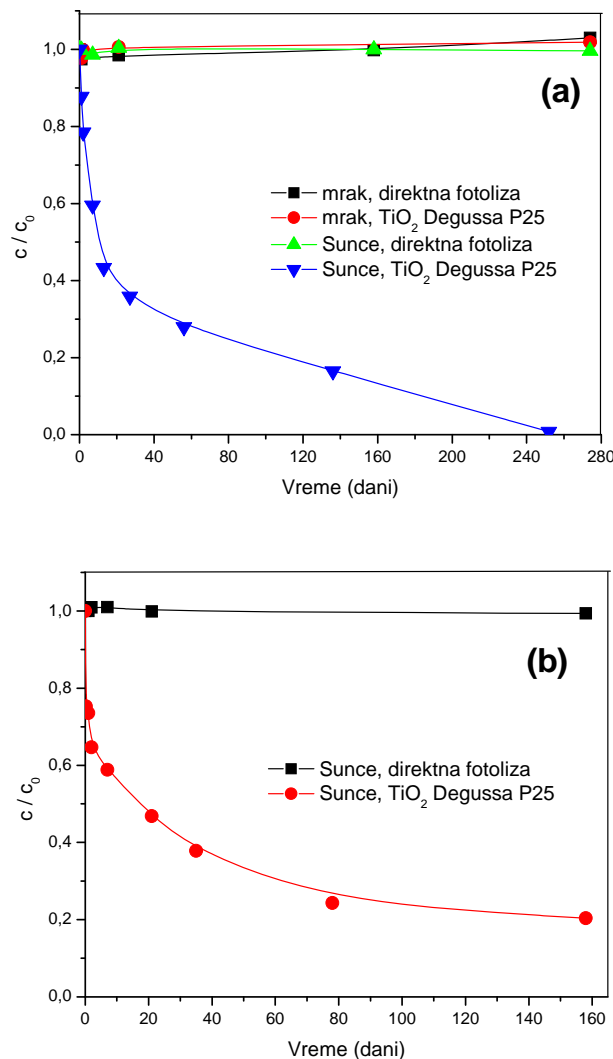 (a)
c / c0
1,0
0,8
0,6
0,4
0,2
0,0
mrak, direktna fotoliza
mrak, TiO2 Degussa P25
Sunce, direktna fotoliza
Sunce, TiO2 Degussa P25
0 40 80 120 160 200 240 280
Vreme (dani)
(b)
c / c0
1,0
0,8
0,6
0,4
0,2
0,0
Sunce, direktna fotoliza
Sunce, TiO2 Degussa P25
0 20 40 60 80 100 120 140 160
Vreme (dani)